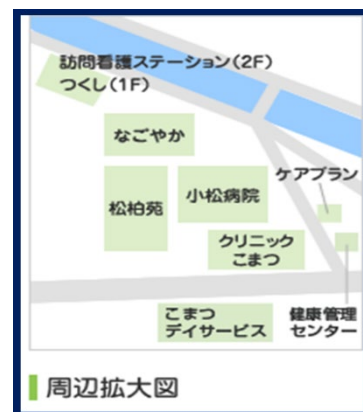 訪問看護ステーション(2F)
つくし(1F)
なごやか
ケアプラン
松柏苑
小松病院
クリニック
こまつ
こまつ
デイサービス
健康管理
センター
周辺拡大図